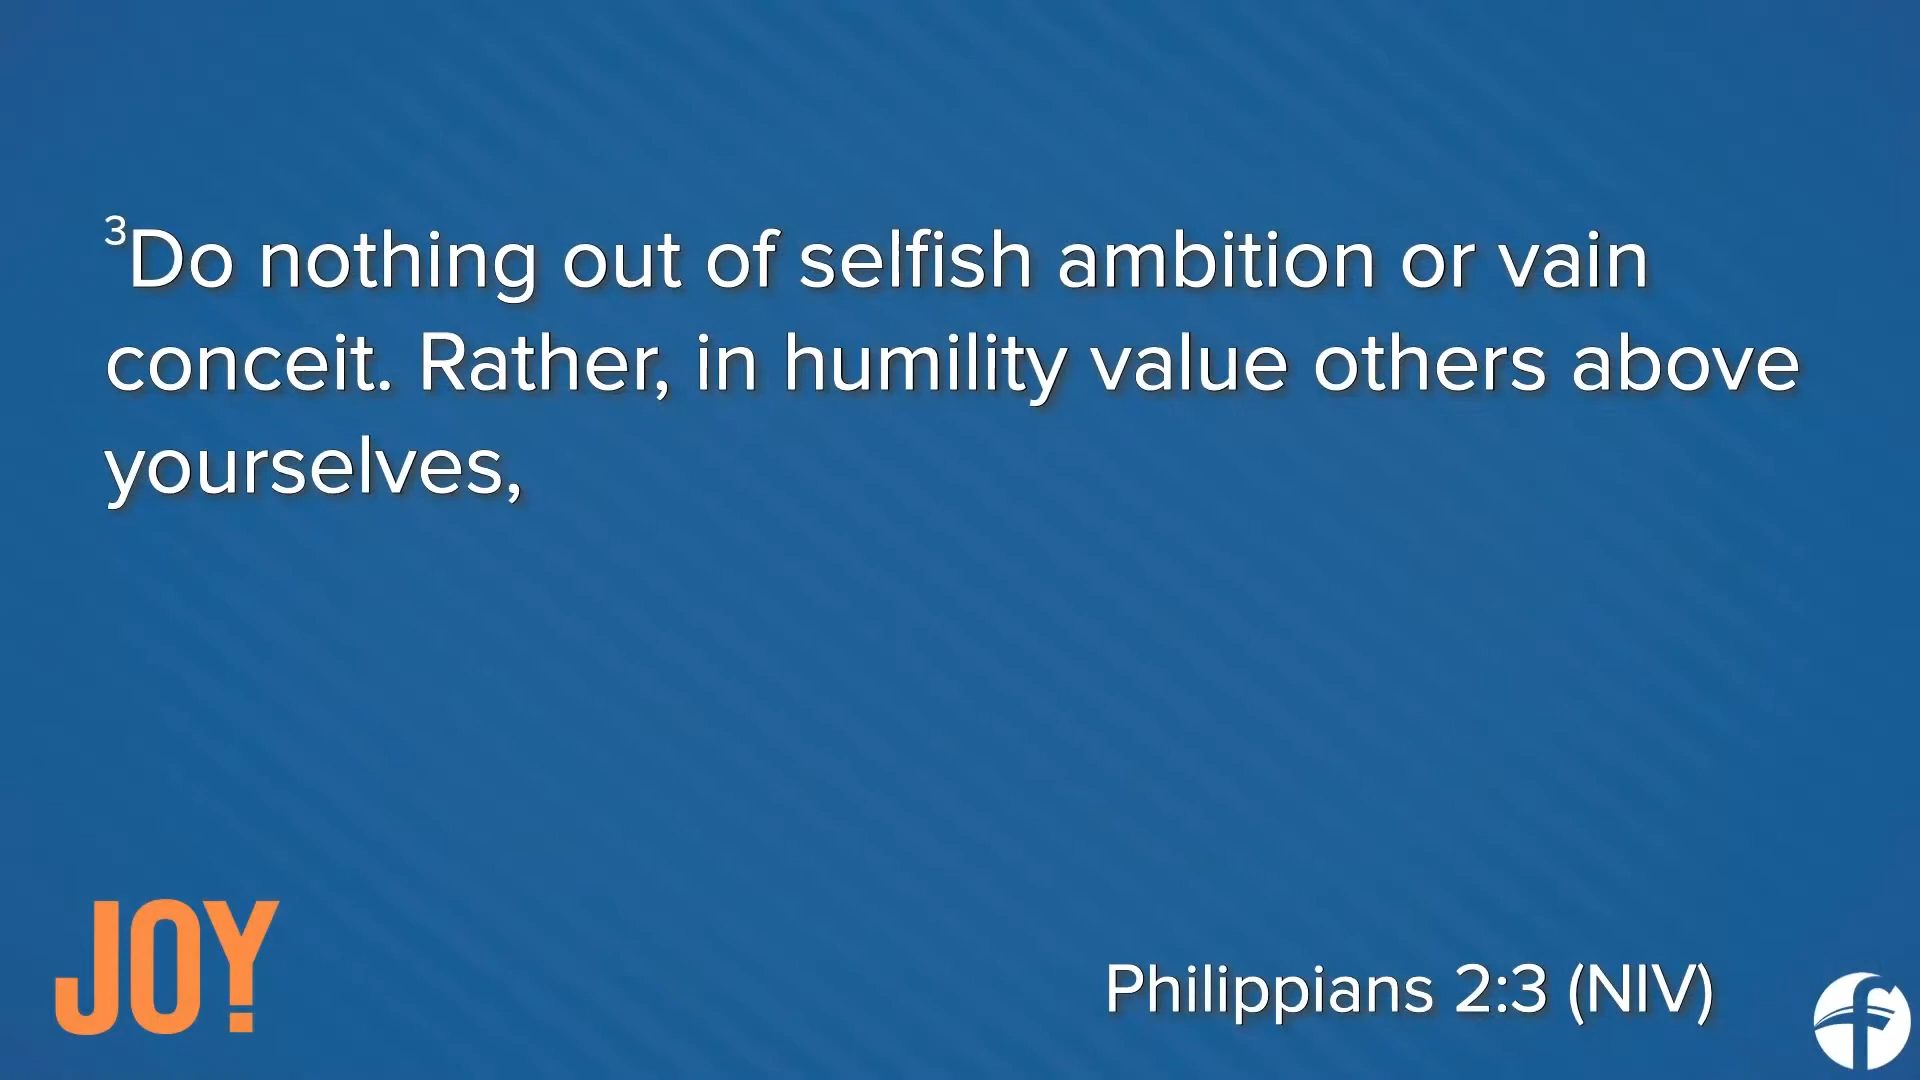 ³Do nothing out of selfish ambition or vain
conceit. Rather, in humility value others above
yourselves,
JOY!
Philippians 2:3 (NIV)
f